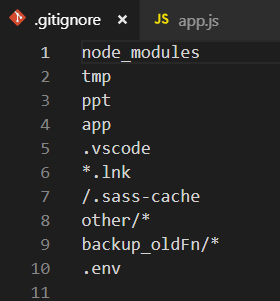 .gitignore × JS app.js
1 node_modules
2 tmp
3 ppt
4 app
5 .vscode
6 *.lnk
7 /.sass-cache
8 other/*
9 backup_oldFn/*
10 .env
11